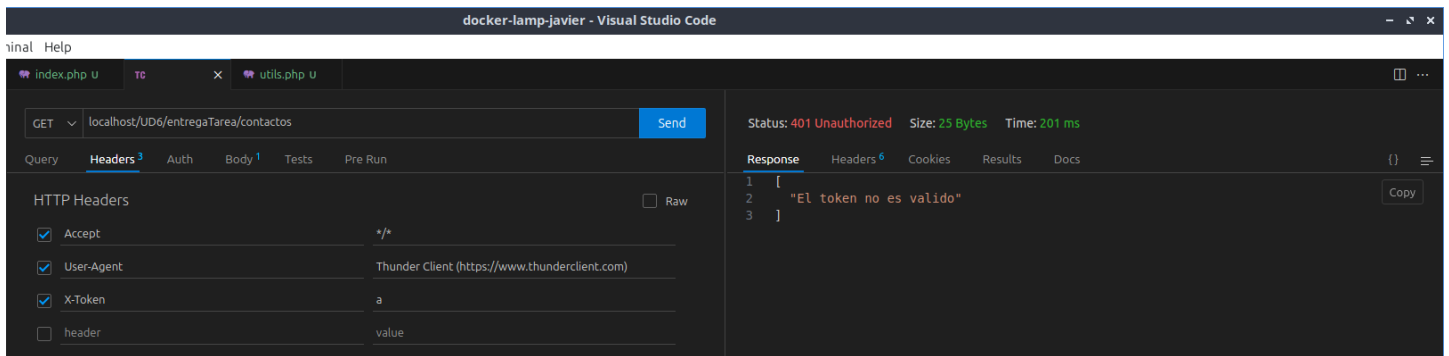 docker-lamp-javier - Visual Studio Code
ninal Help
index.php U TC utils.php U
GET localhost/UD6/entregaTarea/contactos Send
Query Headers 3 Auth Body 1 Tests Pre Run
HTTP Headers Raw
Accept */*
User-Agent Thunder Client (https://www.thunderclient.com)
X-Token a
header value
Status: 401 Unauthorized Size: 25 Bytes Time: 201 ms
Response Headers 6 Cookies Results Docs {}
1 [
2 "El token no es valido"
3 ]
Copy